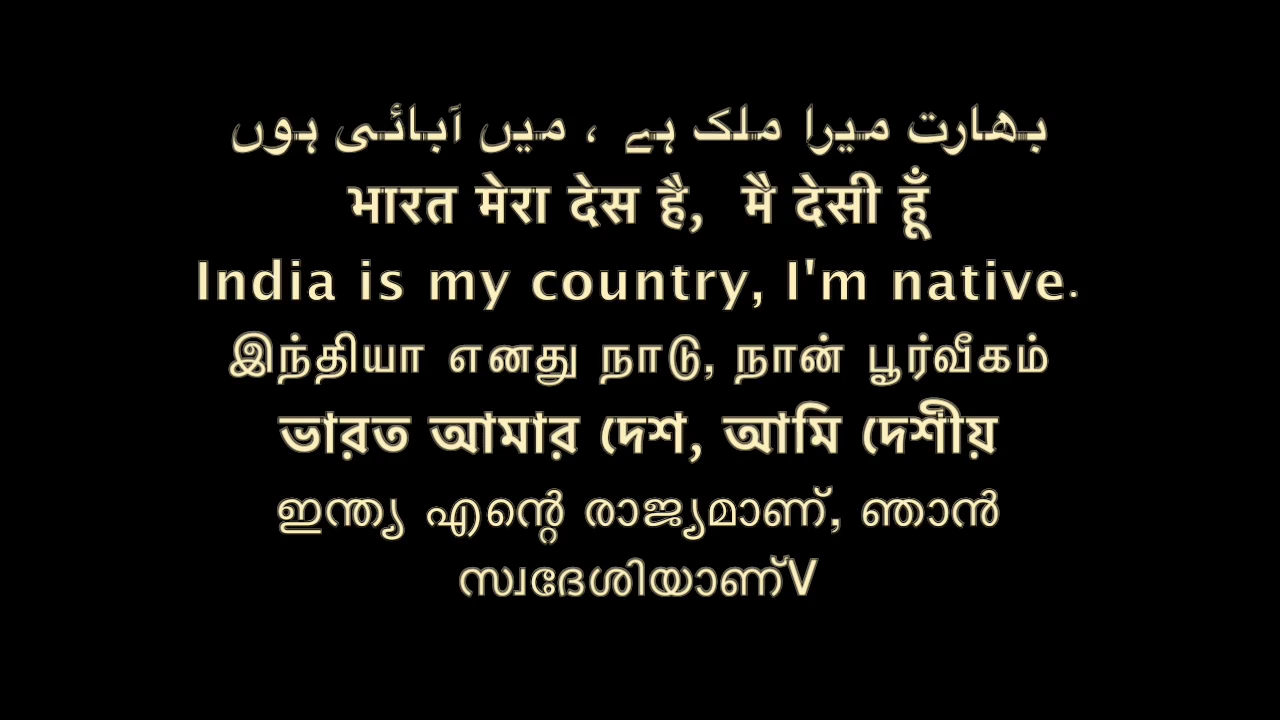 بھارت میرا ملک ہے ، میں آبائی ہوں
भारत मेरा देस है, मै देसी हूँ
India is my country, I'm native.
இந்தியா எனது நாடு, நான் பூர்வீகம்
ভারত আমার দেশ, আমি দেশীয়
ഇന്ത്യ എന്റെ രാജ്യമാണ്, ഞാൻ
സ്വദേശിയാണ്V